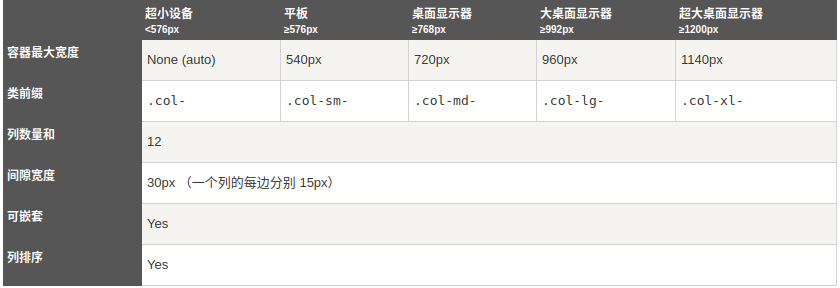 超小设备 平板 桌面显示器 大桌面显示器 超大桌面显示器
<576px ≥576px ≥768px ≥992px ≥1200px
容器最大宽度 None (auto) 540px 720px 960px 1140px
类前缀 .col- .col-sm- .col-md- .col-lg- .col-xl-
列数量和 12
间隙宽度 30px （一个列的每边分别 15px）
可嵌套 Yes
列排序 Yes